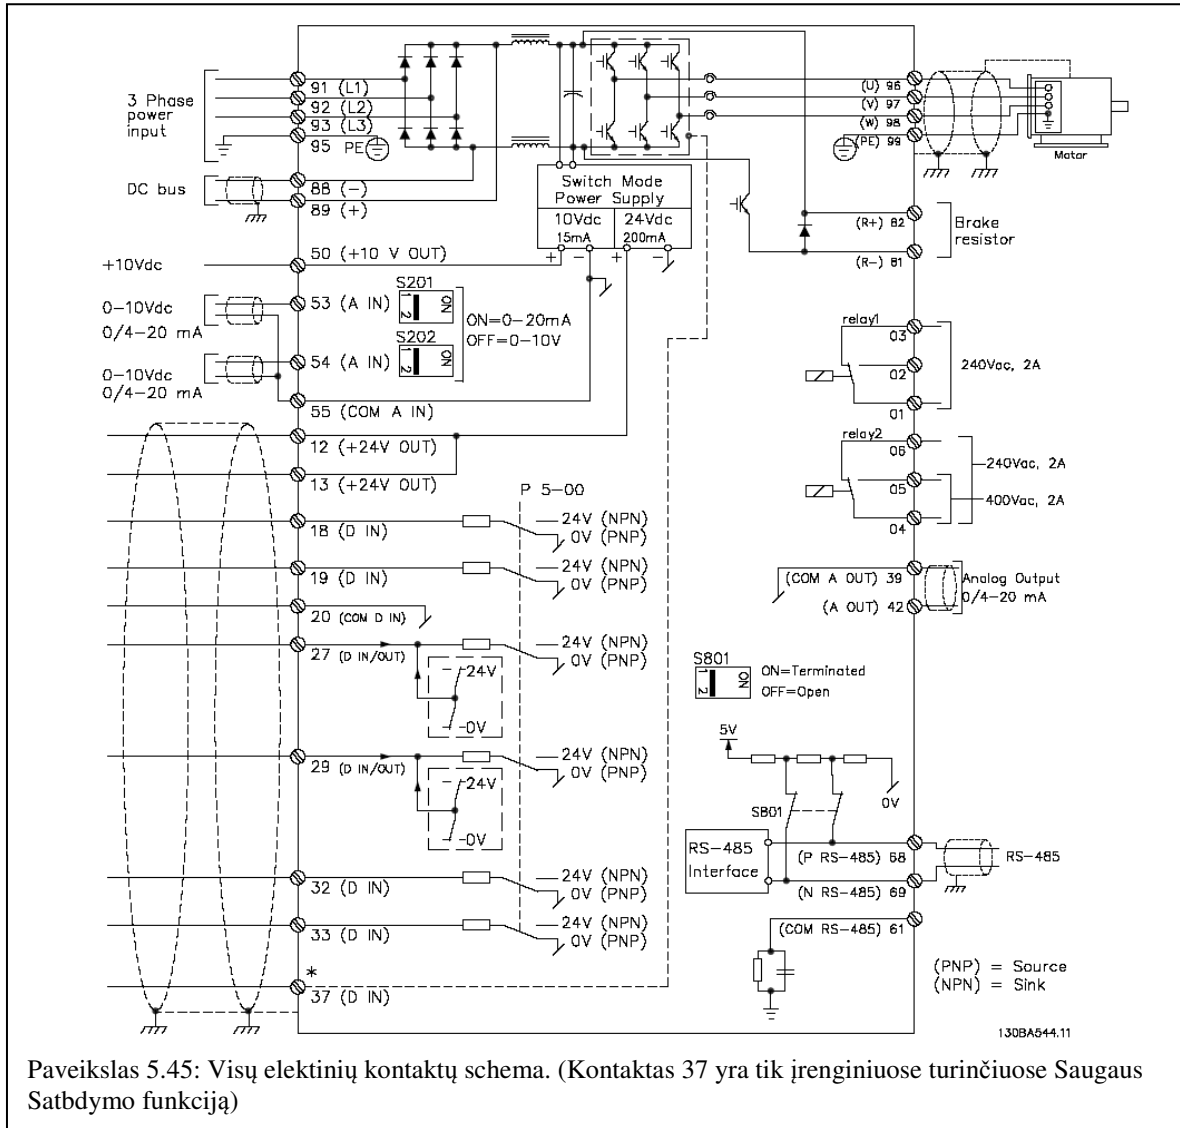 3 Phase
power
input
91 (L1)
92 (L2)
93 (L3)
95 PE
DC bus
88 (-)
89 (+)
+10Vdc
50 (+10 V OUT)
0-10Vdc
0/4-20 mA
53 (A IN)
S201
1 2
ON
ON=0-20mA
OFF=0-10V
S202
1 2
ON
0-10Vdc
0/4-20 mA
54 (A IN)
55 (COM A IN)
12 (+24V OUT)
13 (+24V OUT)
P 5-00
18 (D IN)
24V (NPN)
0V (PNP)
19 (D IN)
24V (NPN)
0V (PNP)
20 (COM D IN)
27 (D IN/OUT)
24V (NPN)
0V (PNP)
24V
0V
29 (D IN/OUT)
24V (NPN)
0V (PNP)
24V
0V
32 (D IN)
24V (NPN)
0V (PNP)
33 (D IN)
24V (NPN)
0V (PNP)
*
37 (D IN)
Switch Mode
Power Supply
10Vdc
15mA
24Vdc
200mA
+ - + -
(U) 96
(V) 97
(W) 98
(PE) 99
Motor
(R+) 82
(R-) 81
Brake
resistor
relay1
03
02
01
240Vac, 2A
relay2
06
05
04
240Vac, 2A
400Vac, 2A
(COM A OUT) 39
(A OUT) 42
Analog Output
0/4-20 mA
S801
1 2
ON
ON=Terminated
OFF=Open
5V
S801
0V
RS-485
Interface
(P RS-485) 68
(N RS-485) 69
RS-485
(COM RS-485) 61
(PNP) = Source
(NPN) = Sink
130BA544.11
Paveikslas 5.45: Visų elektinių kontaktų schema. (Kontaktas 37 yra tik įrenginiuose turinčiuose Saugaus
Satbdymo funkciją)